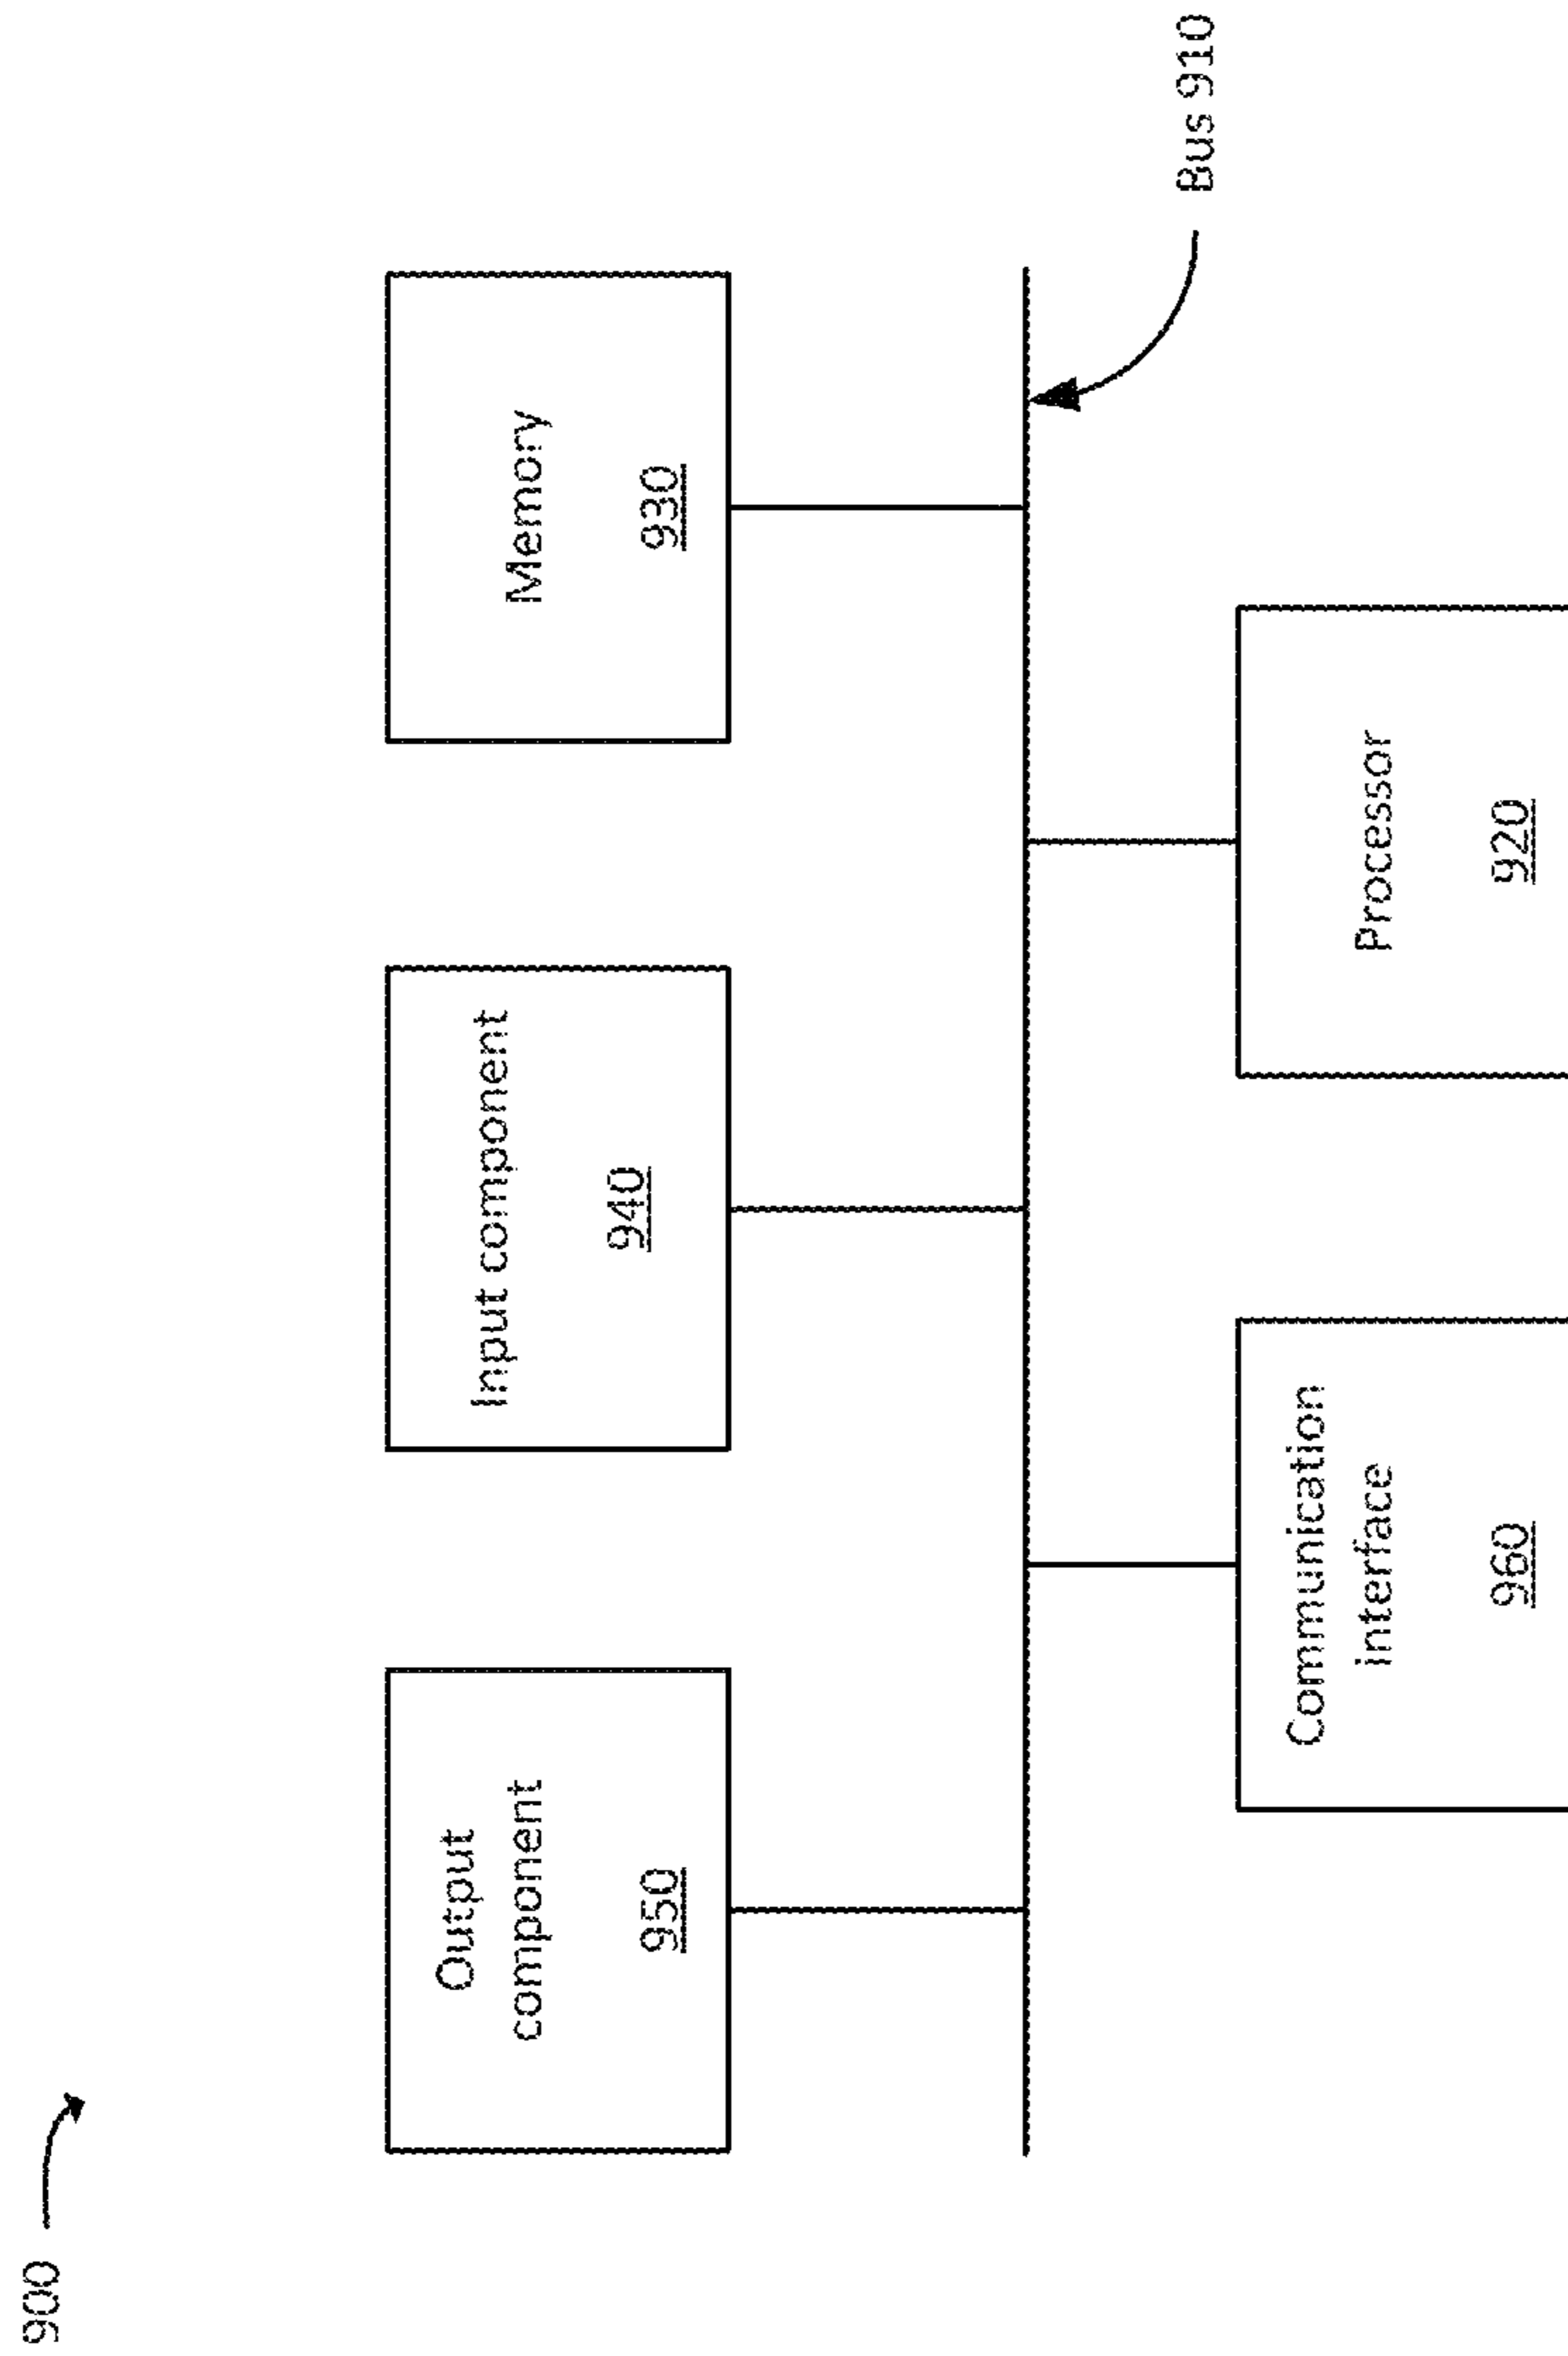 900
Output
component
950
Input component
940
Memory
930
Bus 910
Communication
interface
960
Processor
920